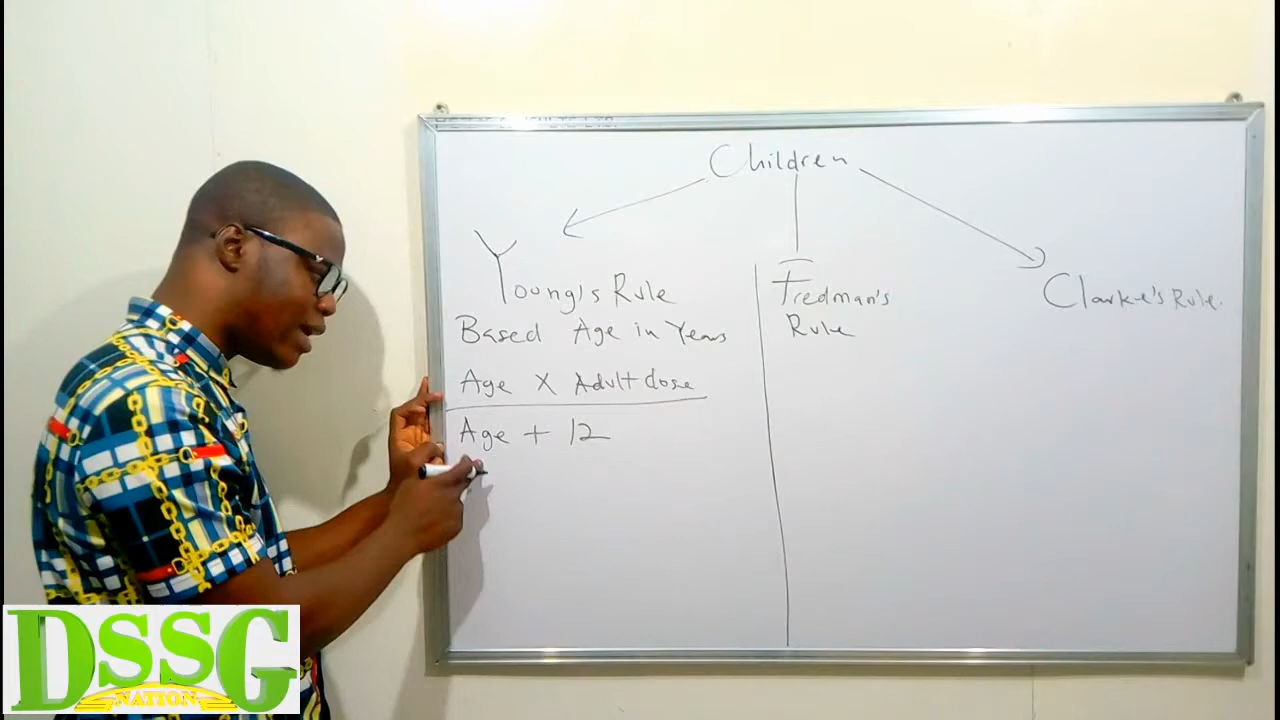 Children
Young's Rule
Based Age in Years
Age X Adult dose
Age + 12
Fredman's
Rule
Clarke's Rule.
DSSG
NATION